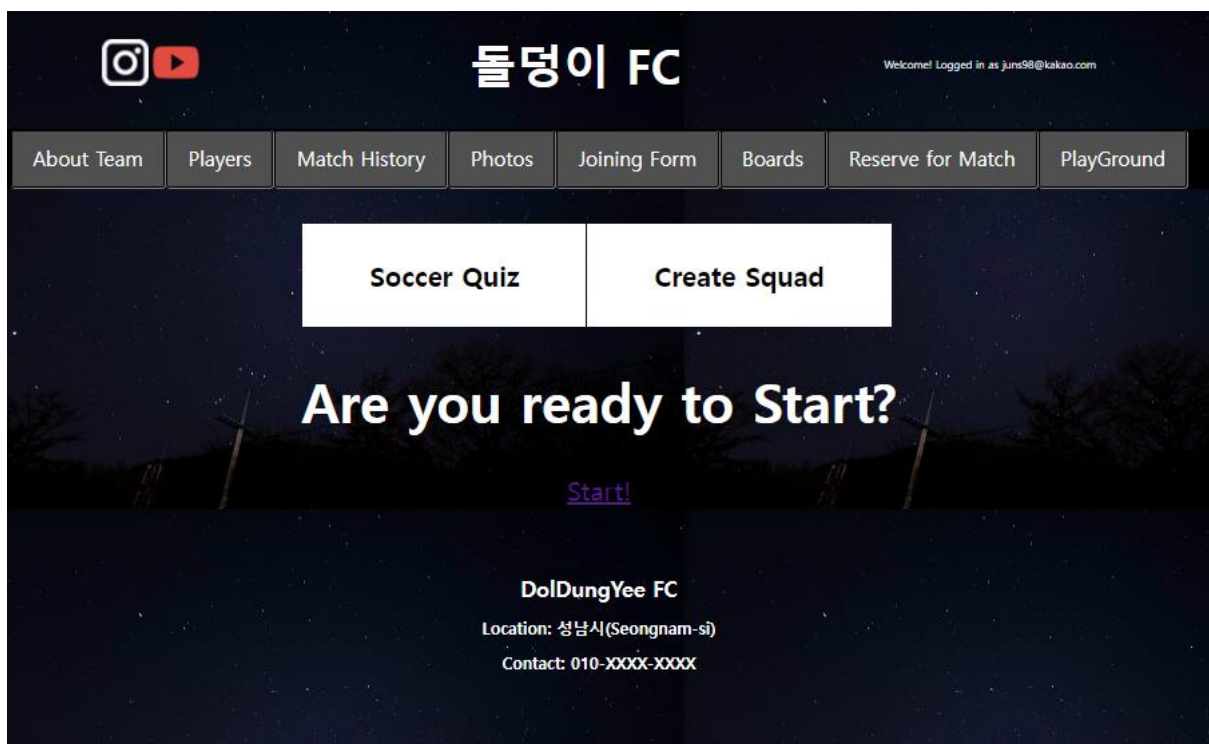 돌덩이 FC
Welcome! Logged in as juns98@kakao.com
About Team Players Match History Photos Joining Form Boards Reserve for Match PlayGround
Soccer Quiz Create Squad
Are you ready to Start?
Start!
DolDungYee FC
Location: 성남시(Seongnam-si)
Contact: 010-XXXX-XXXX